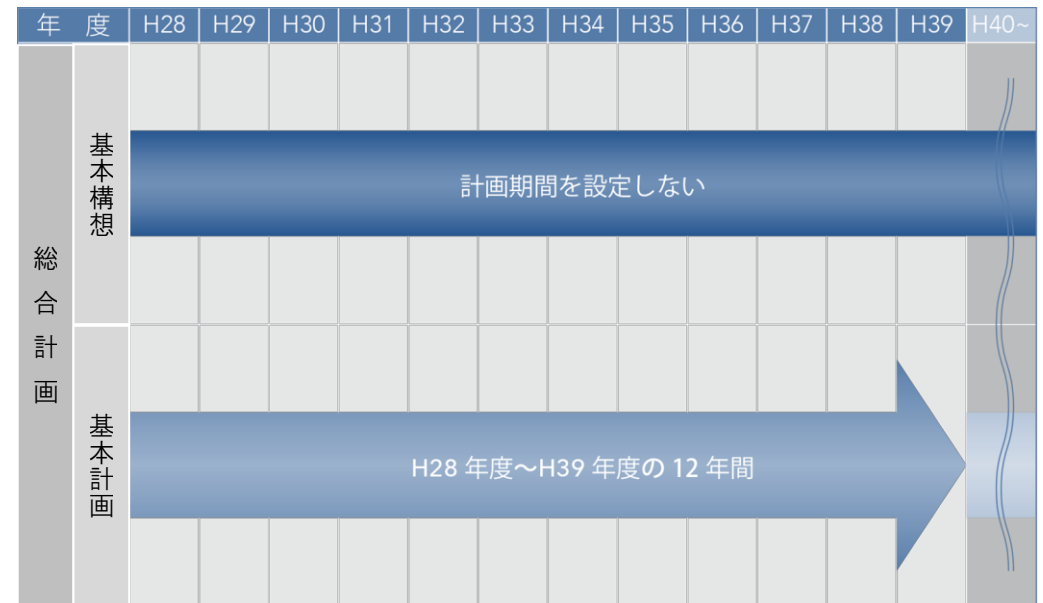 年 度 H28 H29 H30 H31 H32 H33 H34 H35 H36 H37 H38 H39 H40~
総合計画
基本構想
計画期間を設定しない
基本計画
H28 年度～H39 年度の 12 年間